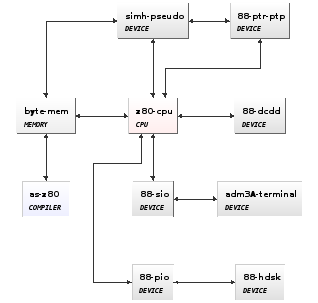 simh-pseudo
DEVICE
88-ptr-ptp
DEVICE
byte-mem
MEMORY
z80-cpu
CPU
88-dcdd
DEVICE
as-z80
COMPILER
88-sio
DEVICE
adm3A-terminal
DEVICE
88-pio
DEVICE
88-hdsk
DEVICE